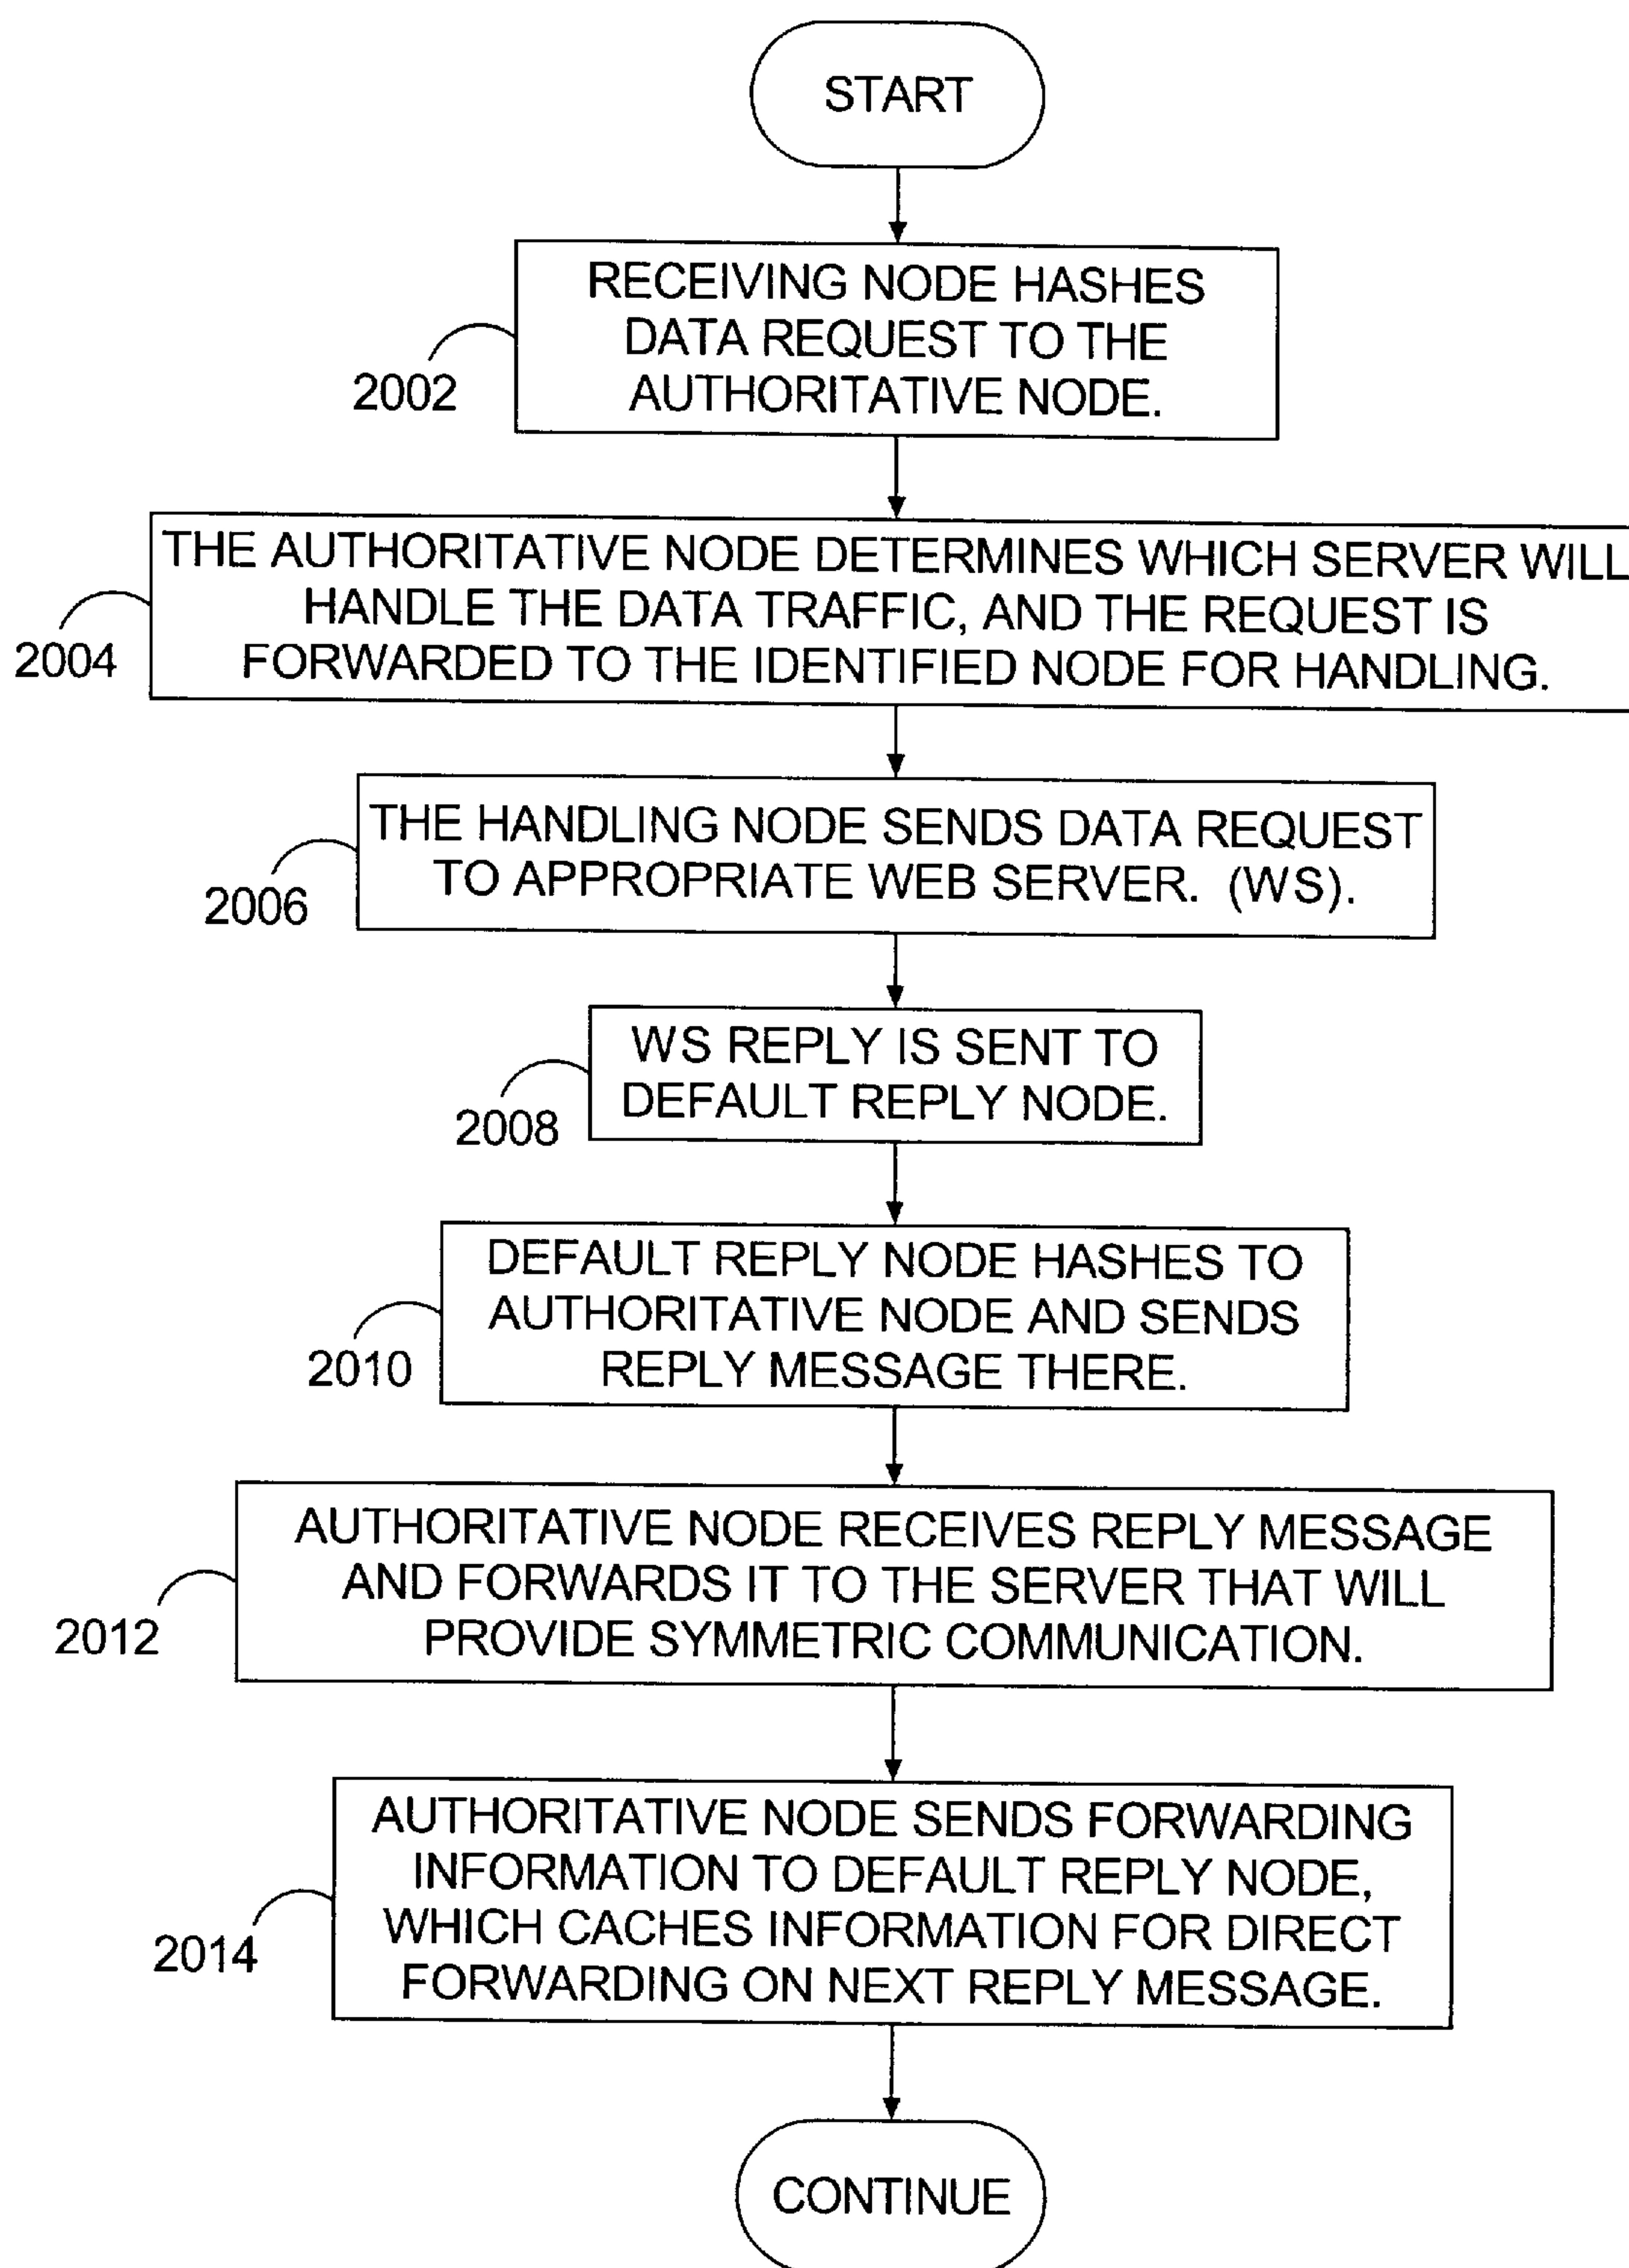 START
RECEIVING NODE HASHES
DATA REQUEST TO THE
AUTHORITATIVE NODE.
2002
THE AUTHORITATIVE NODE DETERMINES WHICH SERVER WILL
HANDLE THE DATA TRAFFIC, AND THE REQUEST IS
FORWARDED TO THE IDENTIFIED NODE FOR HANDLING.
2004
THE HANDLING NODE SENDS DATA REQUEST
TO APPROPRIATE WEB SERVER. (WS).
2006
WS REPLY IS SENT TO
DEFAULT REPLY NODE.
2008
DEFAULT REPLY NODE HASHES TO
AUTHORITATIVE NODE AND SENDS
REPLY MESSAGE THERE.
2010
AUTHORITATIVE NODE RECEIVES REPLY MESSAGE
AND FORWARDS IT TO THE SERVER THAT WILL
PROVIDE SYMMETRIC COMMUNICATION.
2012
AUTHORITATIVE NODE SENDS FORWARDING
INFORMATION TO DEFAULT REPLY NODE,
WHICH CACHES INFORMATION FOR DIRECT
FORWARDING ON NEXT REPLY MESSAGE.
2014
CONTINUE